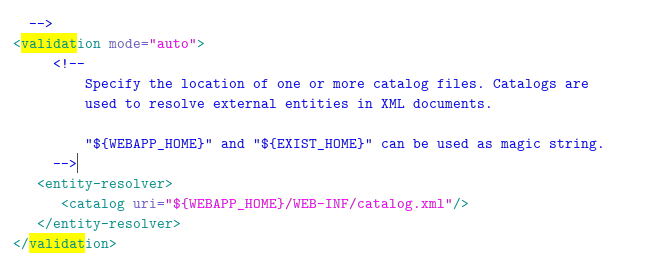 -->
<validation mode="auto">
<!--
Specify the location of one or more catalog files. Catalogs are
used to resolve external entities in XML documents.
"${WEBAPP_HOME}" and "${EXIST_HOME}" can be used as magic string.
-->
<entity-resolver>
<catalog uri="${WEBAPP_HOME}/WEB-INF/catalog.xml"/>
</entity-resolver>
</validation>